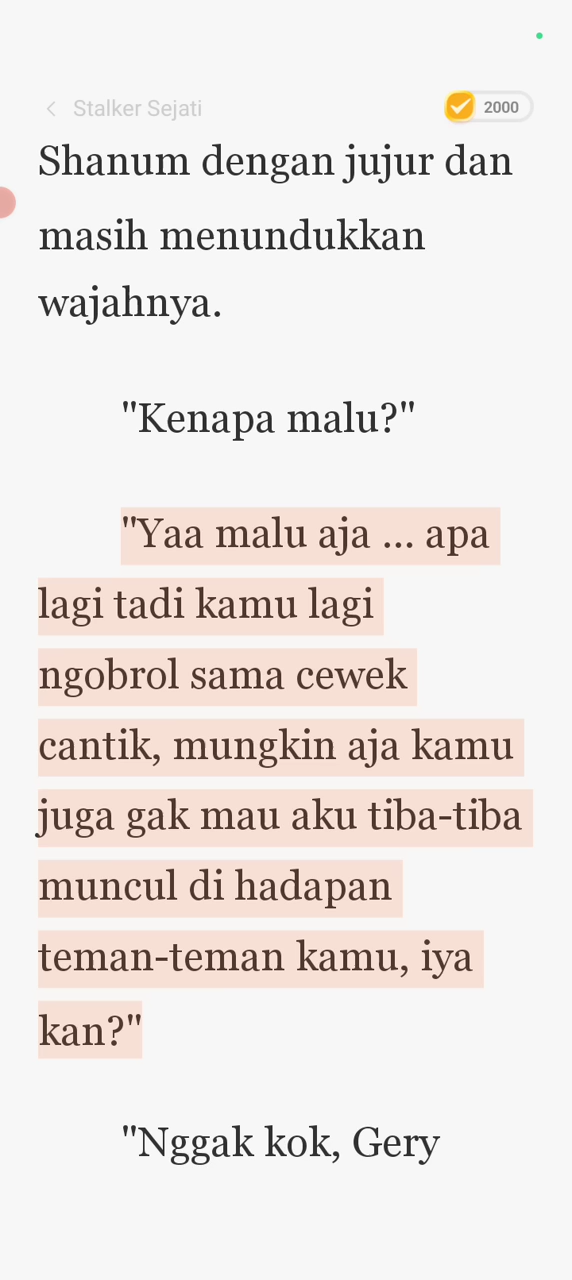 Stalker Sejati
2000
Shanum dengan jujur dan
masih menundukkan
wajahnya.
"Kenapa malu?"
"Yaa malu aja ... apa
lagi tadi kamu lagi
ngobrol sama cewek
cantik, mungkin aja kamu
juga gak mau aku tiba-tiba
muncul di hadapan
teman-teman kamu, iya
kan?"
"Nggak kok, Gery